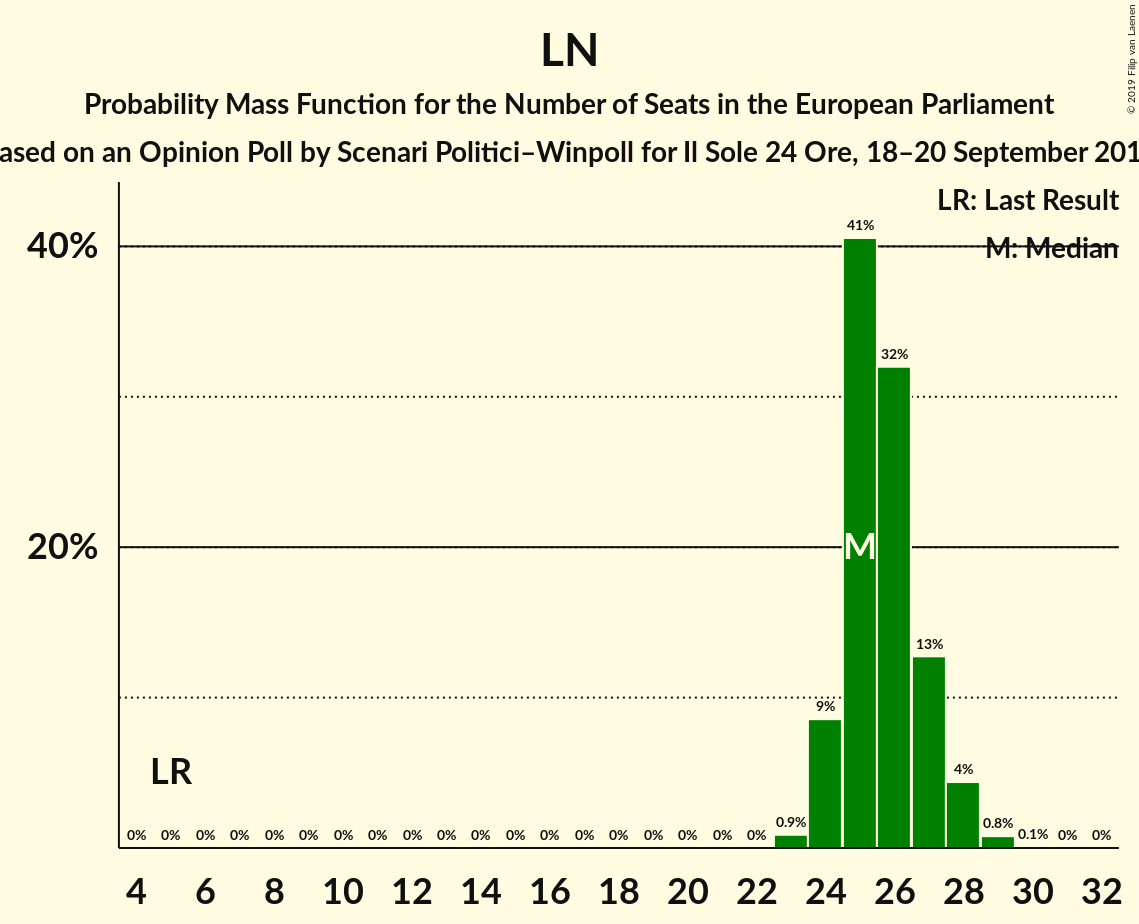 LN
Probability Mass Function for the Number of Seats in the European Parliament
ased on an Opinion Poll by Scenari Politici–Winpoll for Il Sole 24 Ore, 18–20 September 201
© 2019 Filip van Laenen
LR: Last Result
M: Median
40%
20%
41%
32%
M
13%
9%
4%
LR
0% 0% 0% 0% 0% 0% 0% 0% 0% 0% 0% 0% 0% 0% 0% 0% 0% 0% 0% 0.9% 0.8% 0.1% 0% 0%
4 6 8 10 12 14 16 18 20 22 24 26 28 30 32